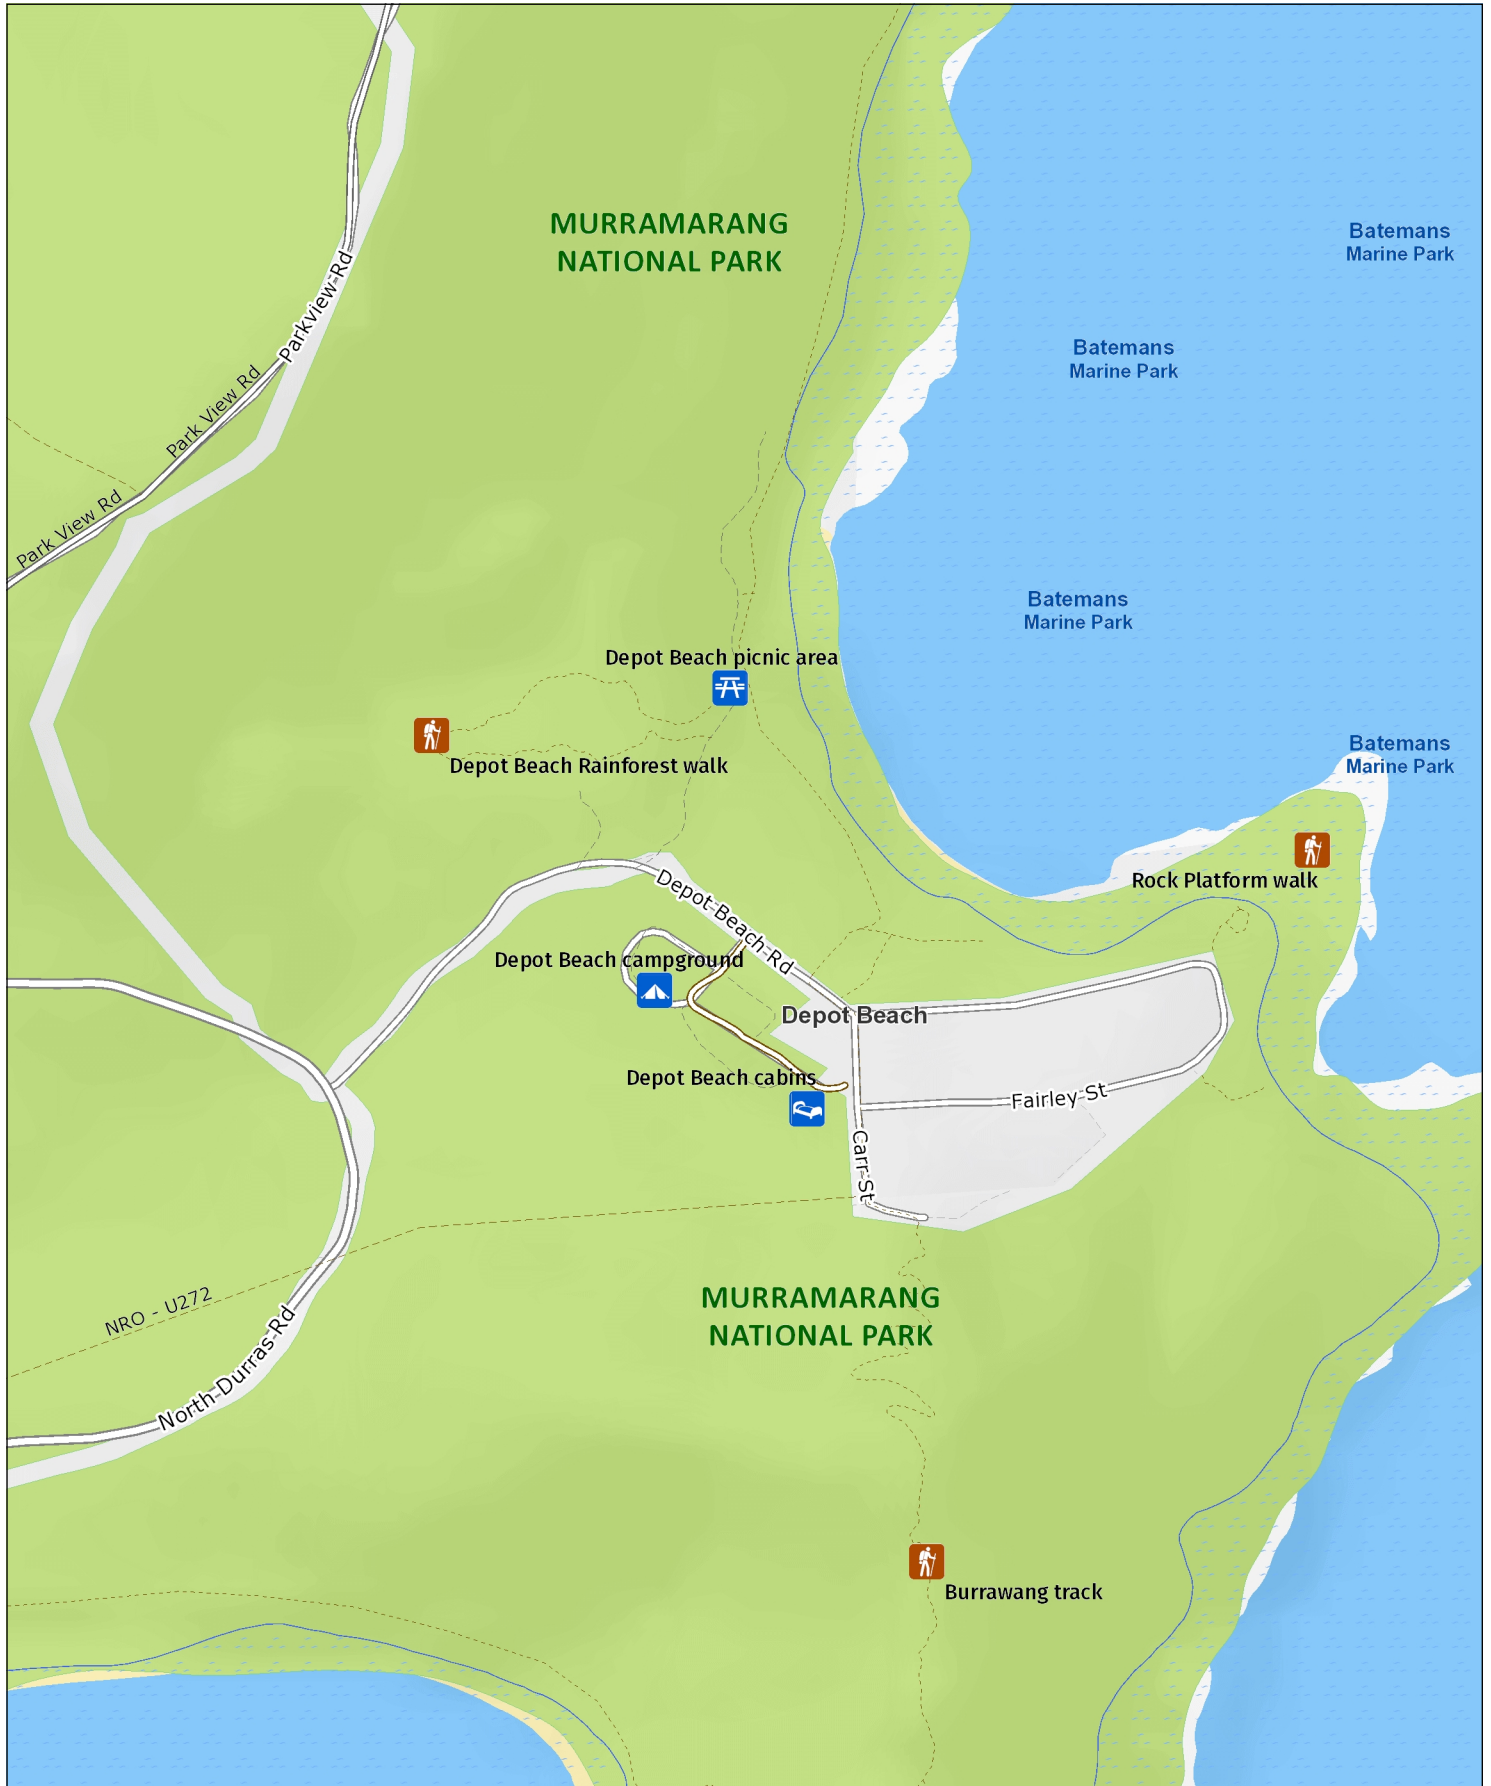 MURRAMARANG
NATIONAL PARK
Batemans
Marine Park
Parkview Rd
Batemans
Marine Park
Park View Rd
Park View Rd
Batemans
Marine Park
Depot Beach picnic area
Batemans
Marine Park
Depot Beach Rainforest walk
Rock Platform walk
Depot Beach Rd
Depot Beach campground
Depot Beach
Depot Beach cabins
Fairley St
Carr St
MURRAMARANG
NATIONAL PARK
NRO - U272
North Durras Rd
Burrawang track